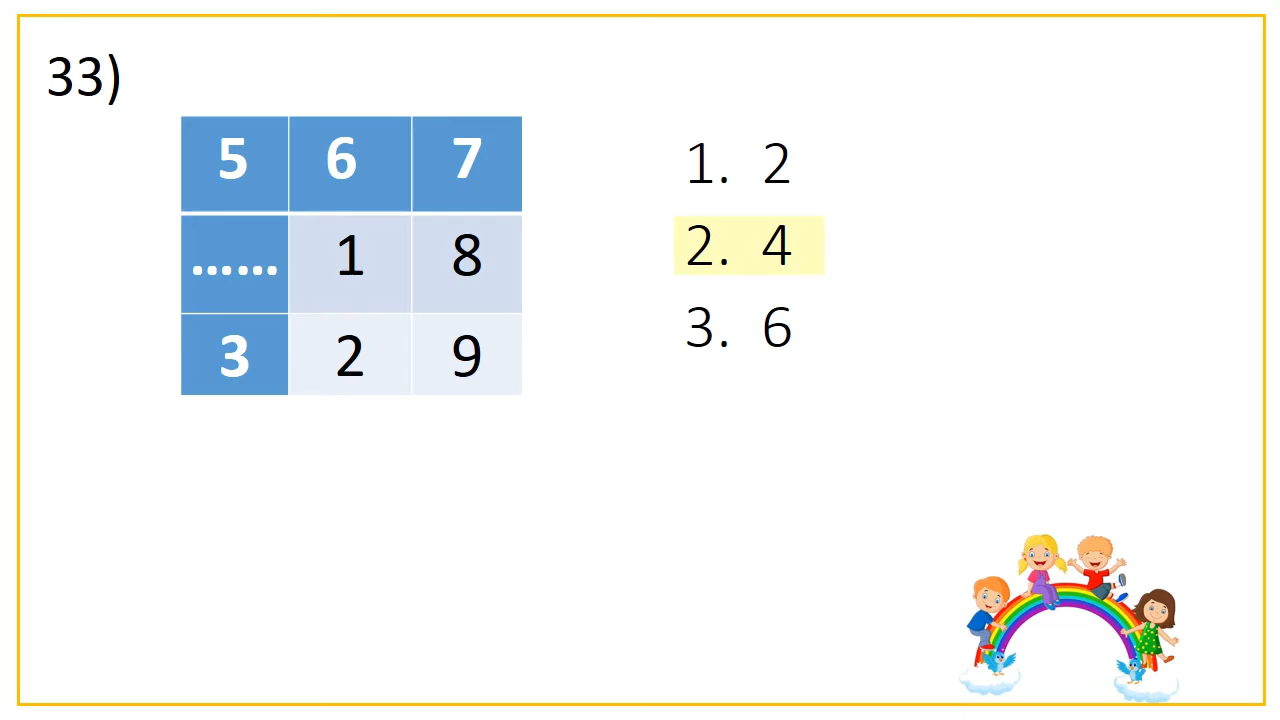 33)
5 6 7
...... 1 8
3 2 9
1. 2
2. 4
3. 6